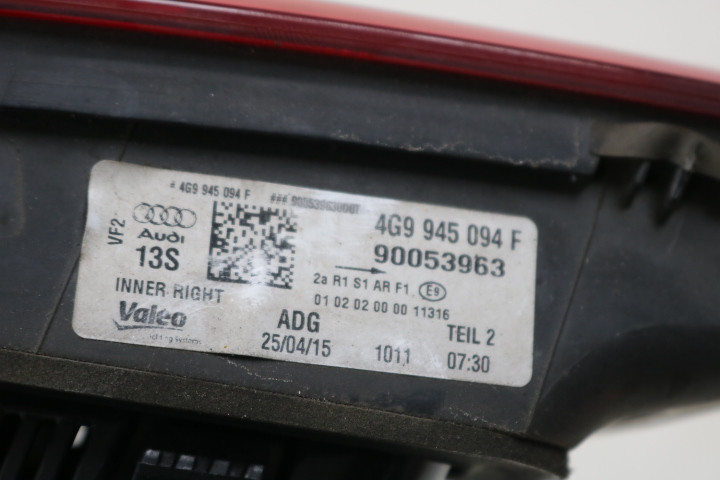 # 4G9 945 094 F
VF2
Audi
13S
INNER RIGHT
Valeo
4G9 945 094 F
90053963
2a R1 S1 AR F1 E9
01 02 02 00 00 11316
ADG
25/04/15
1011
TEIL 2
07:30